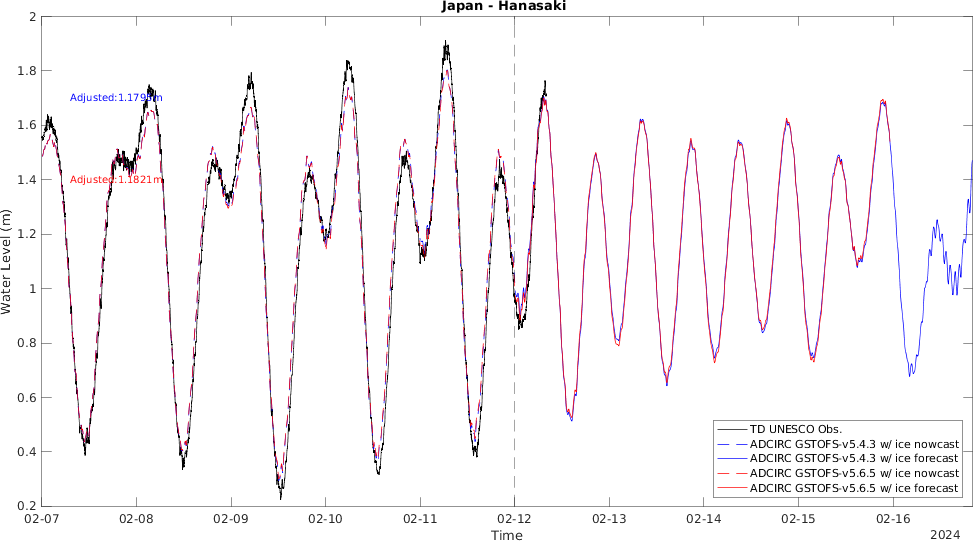 Japan - Hanasaki
2
1.8
1.6
1.4
1.2
1
0.8
0.6
0.4
0.2
Water Level (m)
Adjusted:1.1795m
Adjusted:1.1821m
TD UNESCO Obs.
ADCIRC GSTOFS-v5.4.3 w/ ice nowcast
ADCIRC GSTOFS-v5.4.3 w/ ice forecast
ADCIRC GSTOFS-v5.6.5 w/ ice nowcast
ADCIRC GSTOFS-v5.6.5 w/ ice forecast
02-07 02-08 02-09 02-10 02-11 02-12 02-13 02-14 02-15 02-16
Time
2024